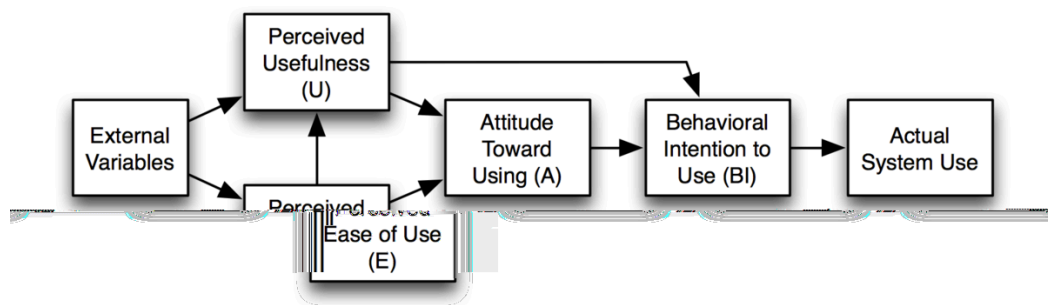 Perceived
Usefulness
(U)
External
Variables
Attitude
Toward
Using (A)
Behavioral
Intention to
Use (BI)
Actual
System Use
Perceived
Ease of Use
(E)